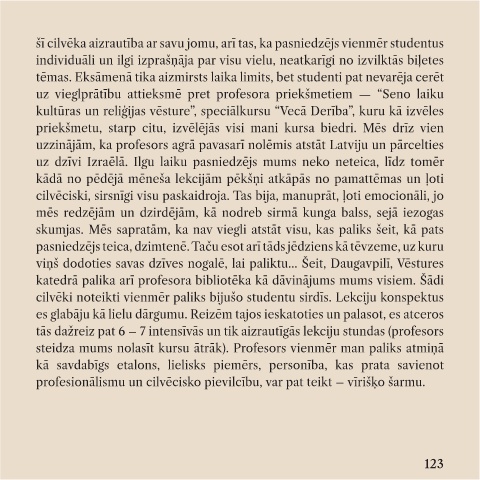 šī cilvēka aizrautība ar savu jomu, arī tas, ka pasniedzējs vienmēr studentus
individuāli un ilgi izprašņāja par visu vielu, neatkarīgi no izvilktās biļetes
tēmas. Eksāmenā tika aizmirsts laika limits, bet studenti pat nevarēja cerēt
uz vieglprātību attieksmē pret profesora priekšmetiem — “Seno laiku
kultūras un reliģijas vēsture”, speciālkursu “Vecā Derība”, kuru kā izvēles
priekšmetu, starp citu, izvēlējās visi mani kursa biedri. Mēs drīz vien
uzzinājām, ka profesors agrā pavasarī nolēmis atstāt Latviju un pārcelties
uz dzīvi Izraēlā. Ilgu laiku pasniedzējs mums neko neteica, līdz tomēr
kādā no pēdējā mēneša lekcijām pēkšņi atkāpās no pamattēmas un ļoti
cilvēciski, sirsnīgi visu paskaidroja. Tas bija, manuprāt, ļoti emocionāli, jo
mēs redzējām un dzirdējām, kā nodreb sirmā kunga balss, sejā iezogas
skumjas. Mēs sapratām, ka nav viegli atstāt visu, kas paliks šeit, kā pats
pasniedzējs teica, dzimtenē. Taču esot arī tāds jēdziens kā tēvzeme, uz kuru
viņš dodoties savas dzīves nogalē, lai paliktu... Šeit, Daugavpilī, Vēstures
katedrā palika arī profesora bibliotēka kā dāvinājums mums visiem. Šādi
cilvēki noteikti vienmēr paliks bijušo studentu sirdīs. Lekciju konspektus
es glabāju kā lielu dārgumu. Reizēm tajos ieskatoties un palasot, es atceros
tās dažreiz pat 6 – 7 intensīvās un tik aizrautīgās lekciju stundas (profesors
steidza mums nolasīt kursu ātrāk). Profesors vienmēr man paliks atmiņā
kā savdabīgs etalons, lielisks piemērs, personība, kas prata savienot
profesionālismu un cilvēcisko pievilcību, var pat teikt – vīrišķo šarmu.
123